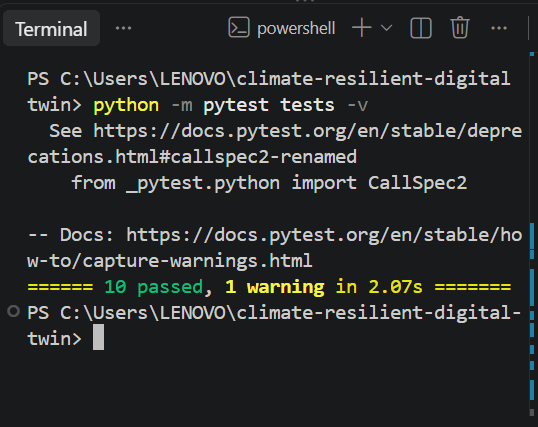 Terminal
powershell
PS C:\Users\LENOVO\climate-resilient-digital
twin> python -m pytest tests -v
  See https://docs.pytest.org/en/stable/depre
cations.html#callspec2-renamed
    from _pytest.python import CallSpec2

-- Docs: https://docs.pytest.org/en/stable/ho
w-to/capture-warnings.html
====== 10 passed, 1 warning in 2.07s =======
PS C:\Users\LENOVO\climate-resilient-digital-
twin>